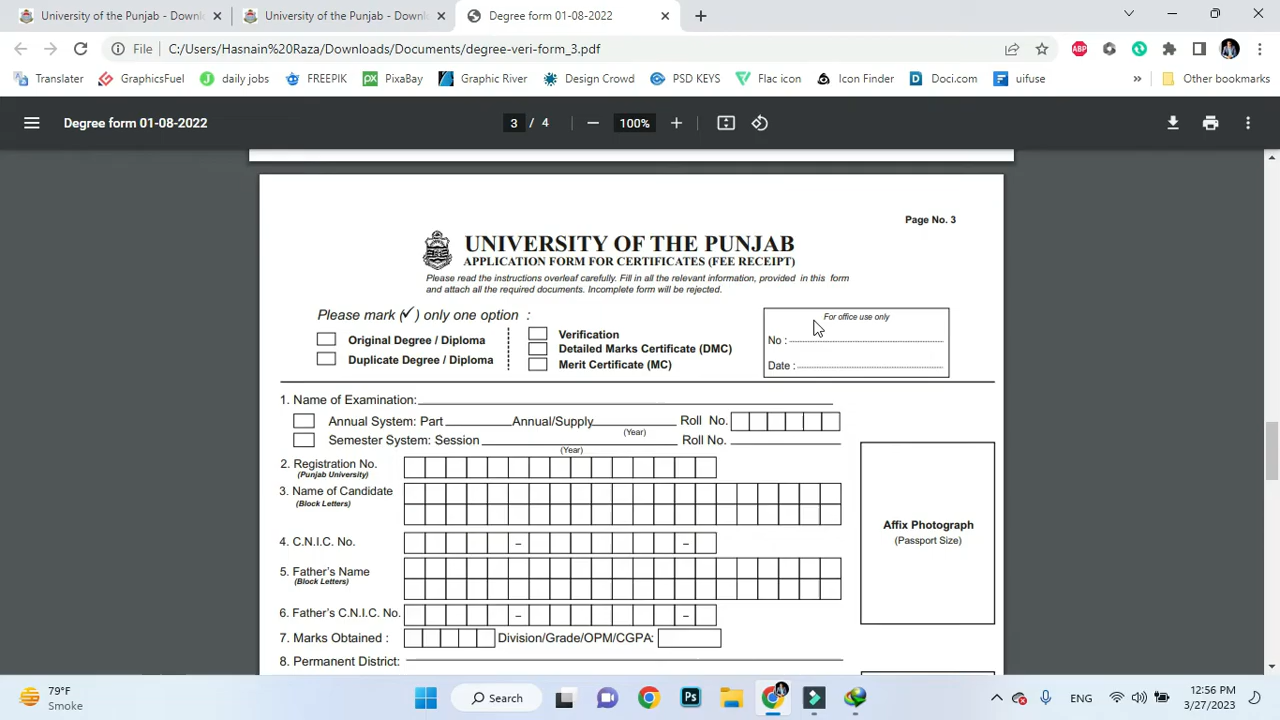 University of the Punjab - Downl
University of the Punjab - Downl
Degree form 01-08-2022
File
C:/Users/Hasnain%20Raza/Downloads/Documents/degree-veri-form_3.pdf
Translater
GraphicsFuel
daily jobs
FREEPIK
PixaBay
Graphic River
Design Crowd
PSD KEYS
Flac icon
Icon Finder
Doci.com
uifuse
»
Other bookmarks
Degree form 01-08-2022
3 / 4
100%
Page No. 3
UNIVERSITY OF THE PUNJAB
APPLICATION FORM FOR CERTIFICATES (FEE RECEIPT)
Please read the instructions overleaf carefully. Fill in all the relevant information, provided in this form
and attach all the required documents. Incomplete form will be rejected.
Please mark (✓) only one option :
Original Degree / Diploma
Duplicate Degree / Diploma
Verification
Detailed Marks Certificate (DMC)
Merit Certificate (MC)
For office use only
No :
Date :
1. Name of Examination:
Annual System: Part Annual/Supply Roll No.
(Year)
Semester System: Session Roll No.
(Year)
2. Registration No.
(Punjab University)
3. Name of Candidate
(Block Letters)
4. C.N.I.C. No. – –
5. Father's Name
(Block Letters)
6. Father's C.N.I.C. No. – –
7. Marks Obtained : Division/Grade/OPM/CGPA:
8. Permanent District:
Affix Photograph
(Passport Size)
79°F
Smoke
Search
ENG
12:56 PM
3/27/2023